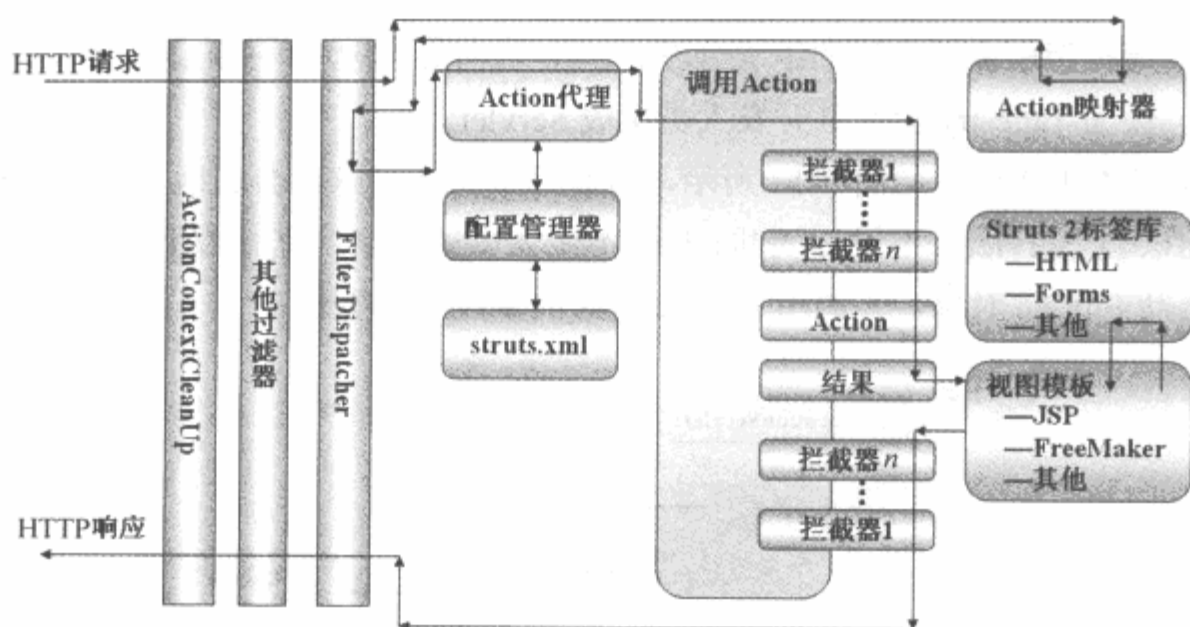 HTTP请求
ActionContextCleanUp
其他过滤器
FilterDispatcher
Action代理
配置管理器
struts.xml
调用Action
拦截器1
拦截器n
Action
结果
拦截器n
拦截器1
Action映射器
Struts 2标签库
—HTML
—Forms
—其他
视图模板
—JSP
—FreeMaker
—其他
HTTP响应